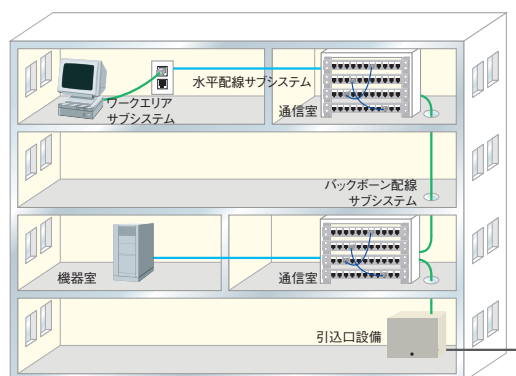 水平配線サブシステム
ワークエリア
サブシステム
通信室
バックボーン配線
サブシステム
機器室
通信室
引込口設備